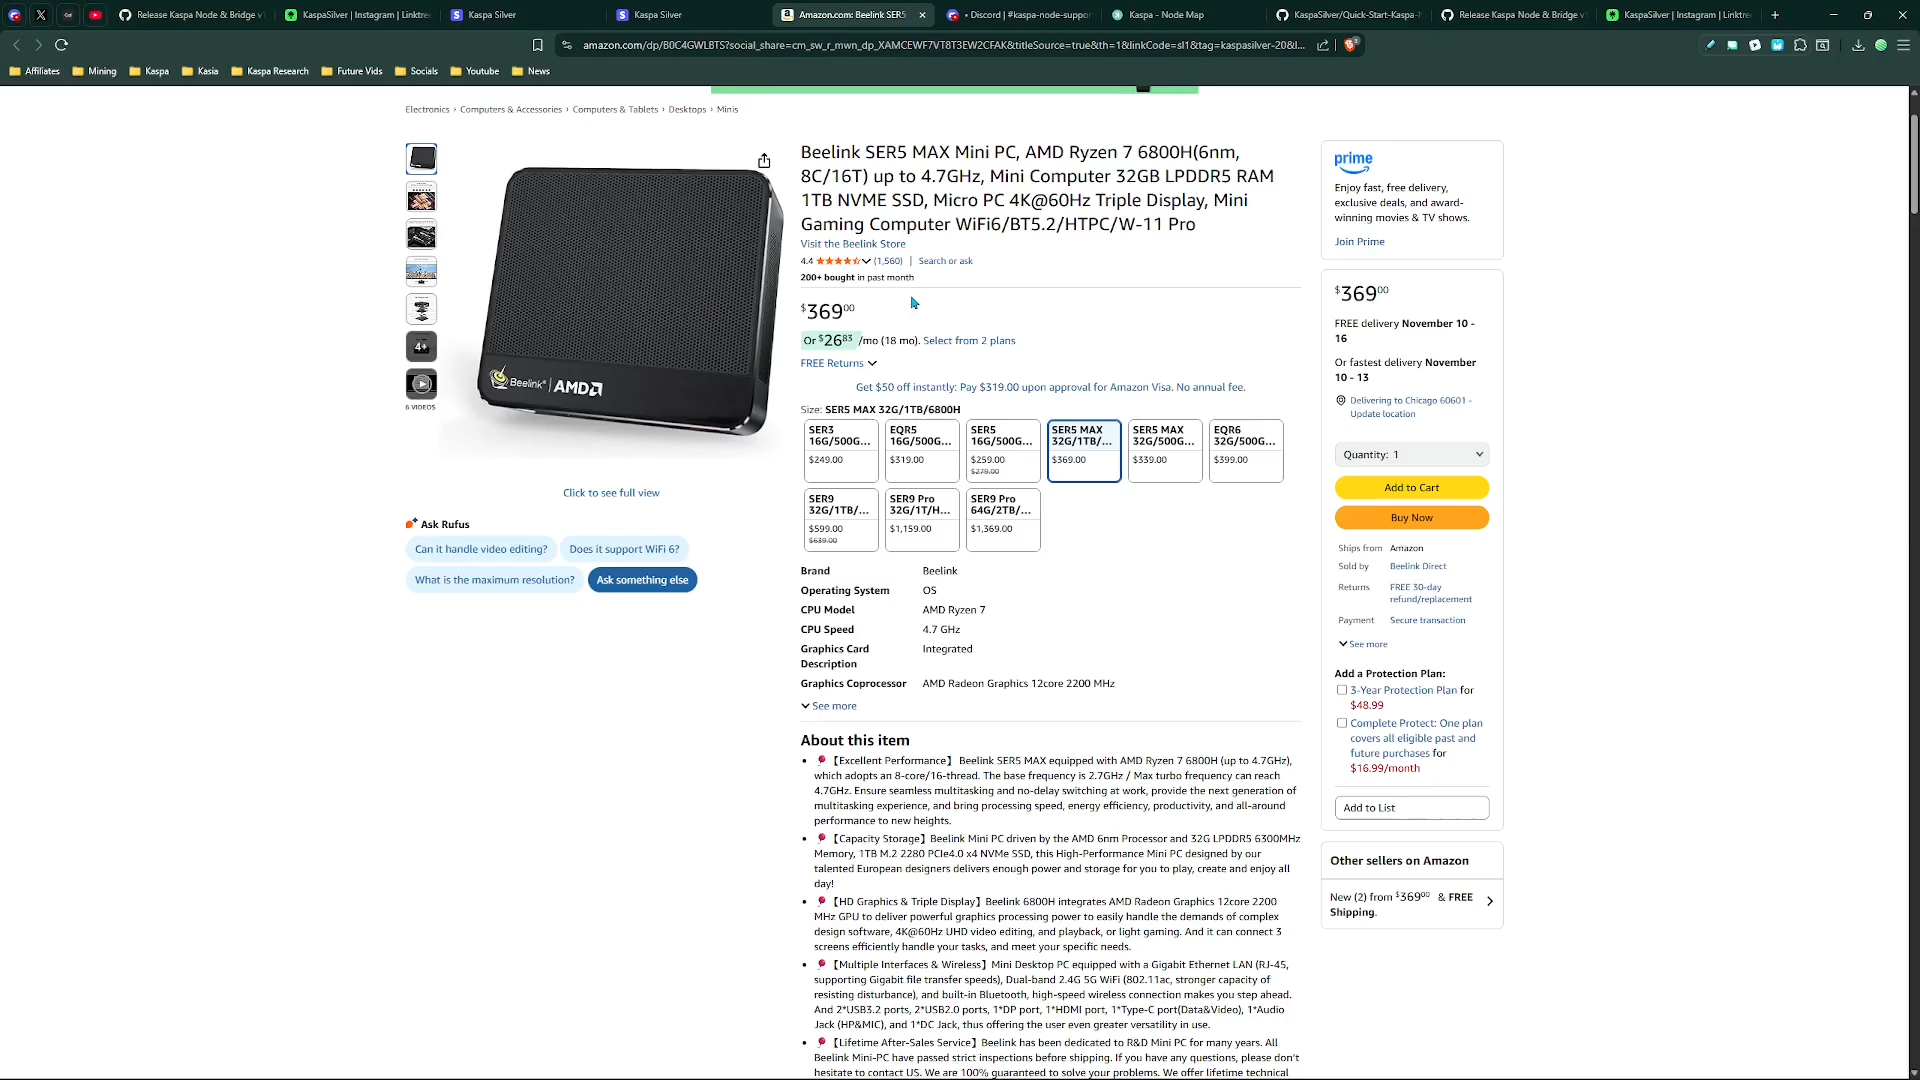 Release Kaspa Node & Bridge v1
KaspaSilver | Instagram | Linktree
Kaspa Silver
Kaspa Silver
Amazon.com: Beelink SER5
• Discord | #kaspa-node-suppor
Kaspa - Node Map
KaspaSilver/Quick-Start-Kaspa-
Release Kaspa Node & Bridge v1
KaspaSilver | Instagram | Linktree
amazon.com/dp/B0C4GWLBTS?social_share=cm_sw_r_mwn_dp_XAMCEWF7VT8T3EW2CFAK&titleSource=true&th=1&linkCode=sl1&tag=kaspasilver-20&l...
Affiliates
Mining
Kaspa
Kasia
Kaspa Research
Future Vids
Socials
Youtube
News
Electronics › Computers & Accessories › Computers & Tablets › Desktops › Minis
Beelink SER5 MAX Mini PC, AMD Ryzen 7 6800H(6nm,
8C/16T) up to 4.7GHz, Mini Computer 32GB LPDDR5 RAM
1TB NVME SSD, Micro PC 4K@60Hz Triple Display, Mini
Gaming Computer WiFi6/BT5.2/HTPC/W-11 Pro
Visit the Beelink Store
4.4 (1,560) | Search or ask
200+ bought in past month
$369.00
Or $26.83 /mo (18 mo). Select from 2 plans
FREE Returns
Get $50 off instantly: Pay $319.00 upon approval for Amazon Visa. No annual fee.
Size: SER5 MAX 32G/1TB/6800H
SER3
16G/500G...
$249.00
EQR5
16G/500G...
$319.00
SER5
16G/500G...
$259.00
$279.00
SER5 MAX
32G/1TB/...
$369.00
SER5 MAX
32G/500G...
$339.00
EQR6
32G/500G...
$399.00
SER9
32G/1TB/...
$599.00
$639.00
SER9 Pro
32G/1T/H...
$1,159.00
SER9 Pro
64G/2TB/...
$1,369.00
Brand Beelink
Operating System OS
CPU Model AMD Ryzen 7
CPU Speed 4.7 GHz
Graphics Card
Description
Integrated
Graphics Coprocessor AMD Radeon Graphics 12core 2200 MHz
See more
About this item
• 【Excellent Performance】 Beelink SER5 MAX equipped with AMD Ryzen 7 6800H (up to 4.7GHz),
which adopts an 8-core/16-thread. The base frequency is 2.7GHz / Max turbo frequency can reach
4.7GHz. Ensure seamless multitasking and no-delay switching at work, provide the next generation of
multitasking experience, and bring processing speed, energy efficiency, productivity, and all-around
performance to new heights.
• 【Capacity Storage】Beelink Mini PC driven by the AMD 6nm Processor and 32G LPDDR5 6300MHz
Memory, 1TB M.2 2280 PCIe4.0 x4 NVMe SSD, this High-Performance Mini PC designed by our
talented European designers delivers enough power and storage for you to play, create and enjoy all
day!
• 【HD Graphics & Triple Display】Beelink 6800H integrates AMD Radeon Graphics 12core 2200
MHz GPU to deliver powerful graphics processing power to easily handle the demands of complex
design software, 4K@60Hz UHD video editing, and playback, or light gaming. And it can connect 3
screens efficiently handle your tasks, and meet your specific needs.
• 【Multiple Interfaces & Wireless】Mini Desktop PC equipped with a Gigabit Ethernet LAN (RJ-45,
supporting Gigabit file transfer speeds), Dual-band 2.4G 5G WiFi (802.11ac, stronger capacity of
resisting disturbance), and built-in Bluetooth, high-speed wireless connection makes you step ahead.
And 2*USB3.2 ports, 2*USB2.0 ports, 1*DP port, 1*HDMI port, 1*Type-C port(Data&Video), 1*Audio
Jack (HP&MIC), and 1*DC Jack, thus offering the user even greater versatility in use.
• 【Lifetime After-Sales Service】Beelink has been dedicated to R&D Mini PC for many years. All
Beelink Mini-PC have passed strict inspections before shipping. If you have any questions, please don't
hesitate to contact US. We are 100% guaranteed to solve your problems. We offer lifetime technical
4+
6 VIDEOS
Beelink | AMD
Click to see full view
Ask Rufus
Can it handle video editing?
Does it support WiFi 6?
What is the maximum resolution?
Ask something else
prime
Enjoy fast, free delivery,
exclusive deals, and award-
winning movies & TV shows.
Join Prime
$369.00
FREE delivery November 10 -
16
Or fastest delivery November
10 - 13
Delivering to Chicago 60601 -
Update location
Quantity: 1
Add to Cart
Buy Now
Ships from Amazon
Sold by Beelink Direct
Returns FREE 30-day
refund/replacement
Payment Secure transaction
See more
Add a Protection Plan:
3-Year Protection Plan for
$48.99
Complete Protect: One plan
covers all eligible past and
future purchases for
$16.99/month
Add to List
Other sellers on Amazon
New (2) from $369.00 & FREE
Shipping.